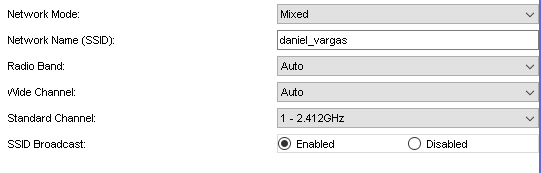 Network Mode: Mixed
Network Name (SSID): daniel_vargas
Radio Band: Auto
Wide Channel: Auto
Standard Channel: 1 - 2.412GHz
SSID Broadcast: Enabled Disabled